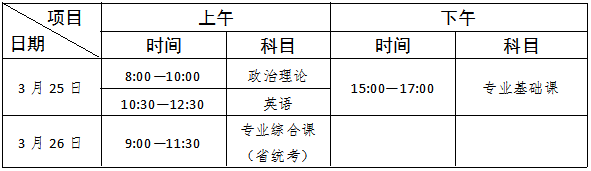 项目
日期
上午
下午
时间
科目
时间
科目
3 月 25 日
8:00—10:00
政治理论
10:30—12:30
英语
15:00—17:00
专业基础课
3 月 26 日
9:00—11:30
专业综合课
（省统考）